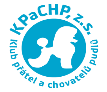 KPaCHP, z.s.
Klub přátel a chovatelů pudlů